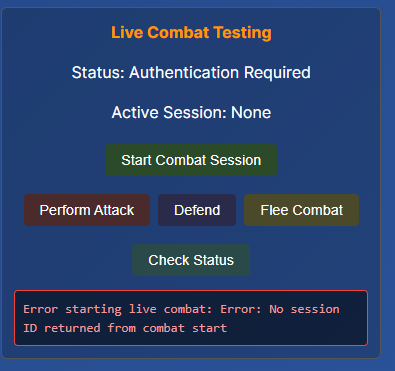 Live Combat Testing
Status: Authentication Required
Active Session: None
Start Combat Session
Perform Attack
Defend
Flee Combat
Check Status
Error starting live combat: Error: No session
ID returned from combat start